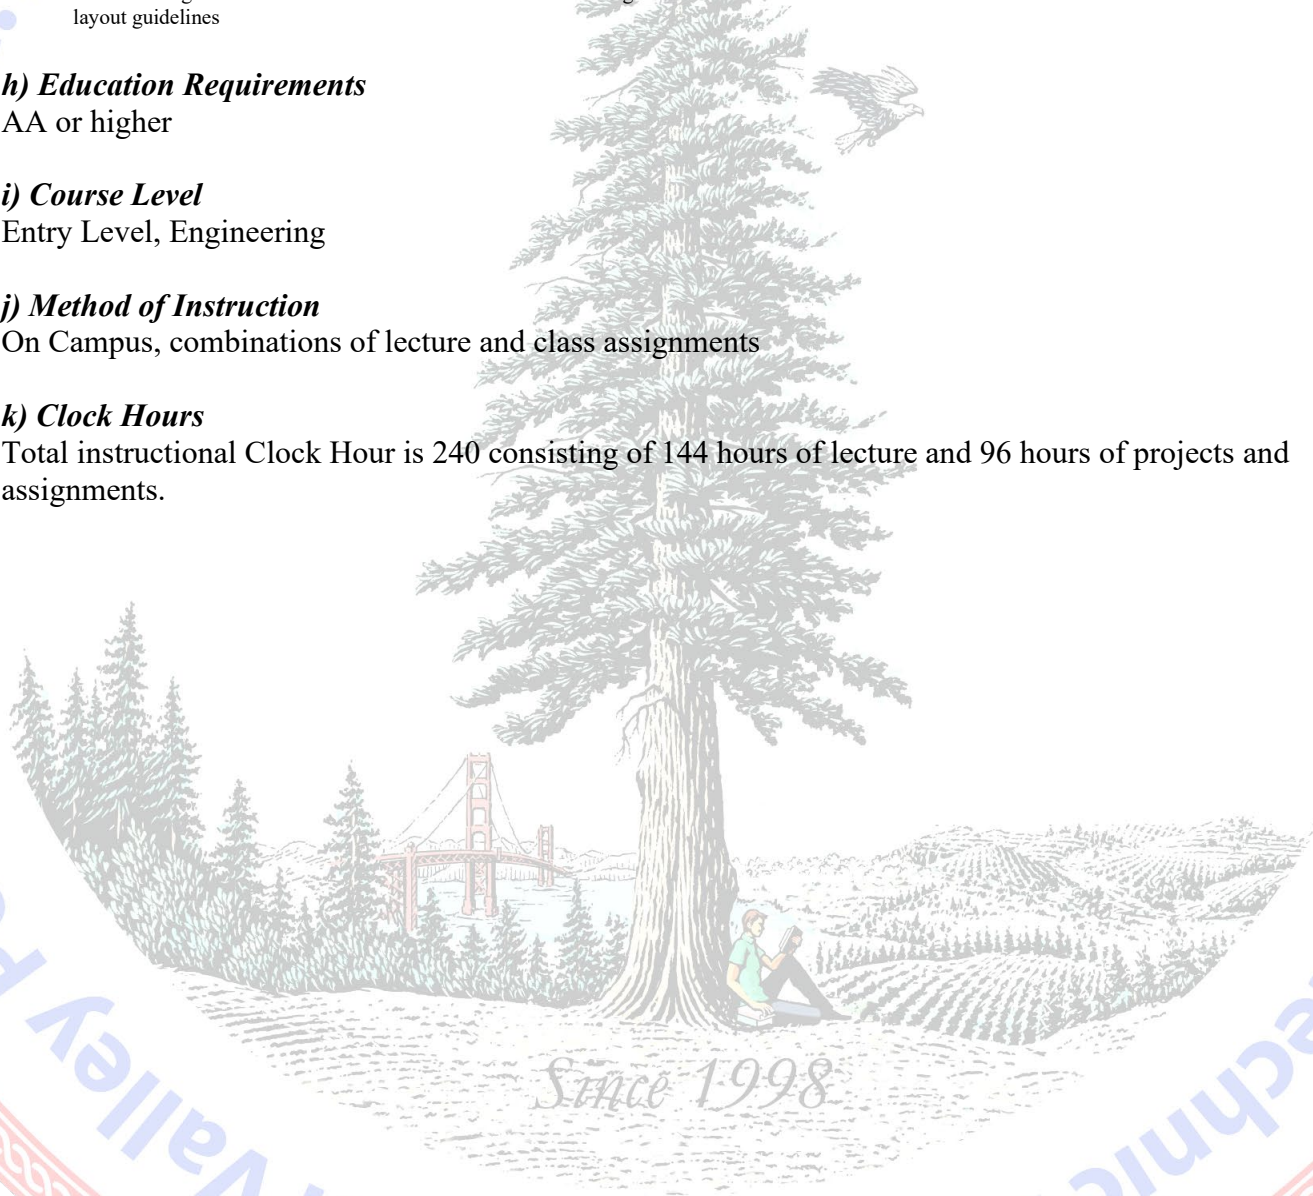 layout guidelines
h) Education Requirements
AA or higher
i) Course Level
Entry Level, Engineering
j) Method of Instruction
On Campus, combinations of lecture and class assignments
k) Clock Hours
Total instructional Clock Hour is 240 consisting of 144 hours of lecture and 96 hours of projects and
assignments.
Since 1998
Valley